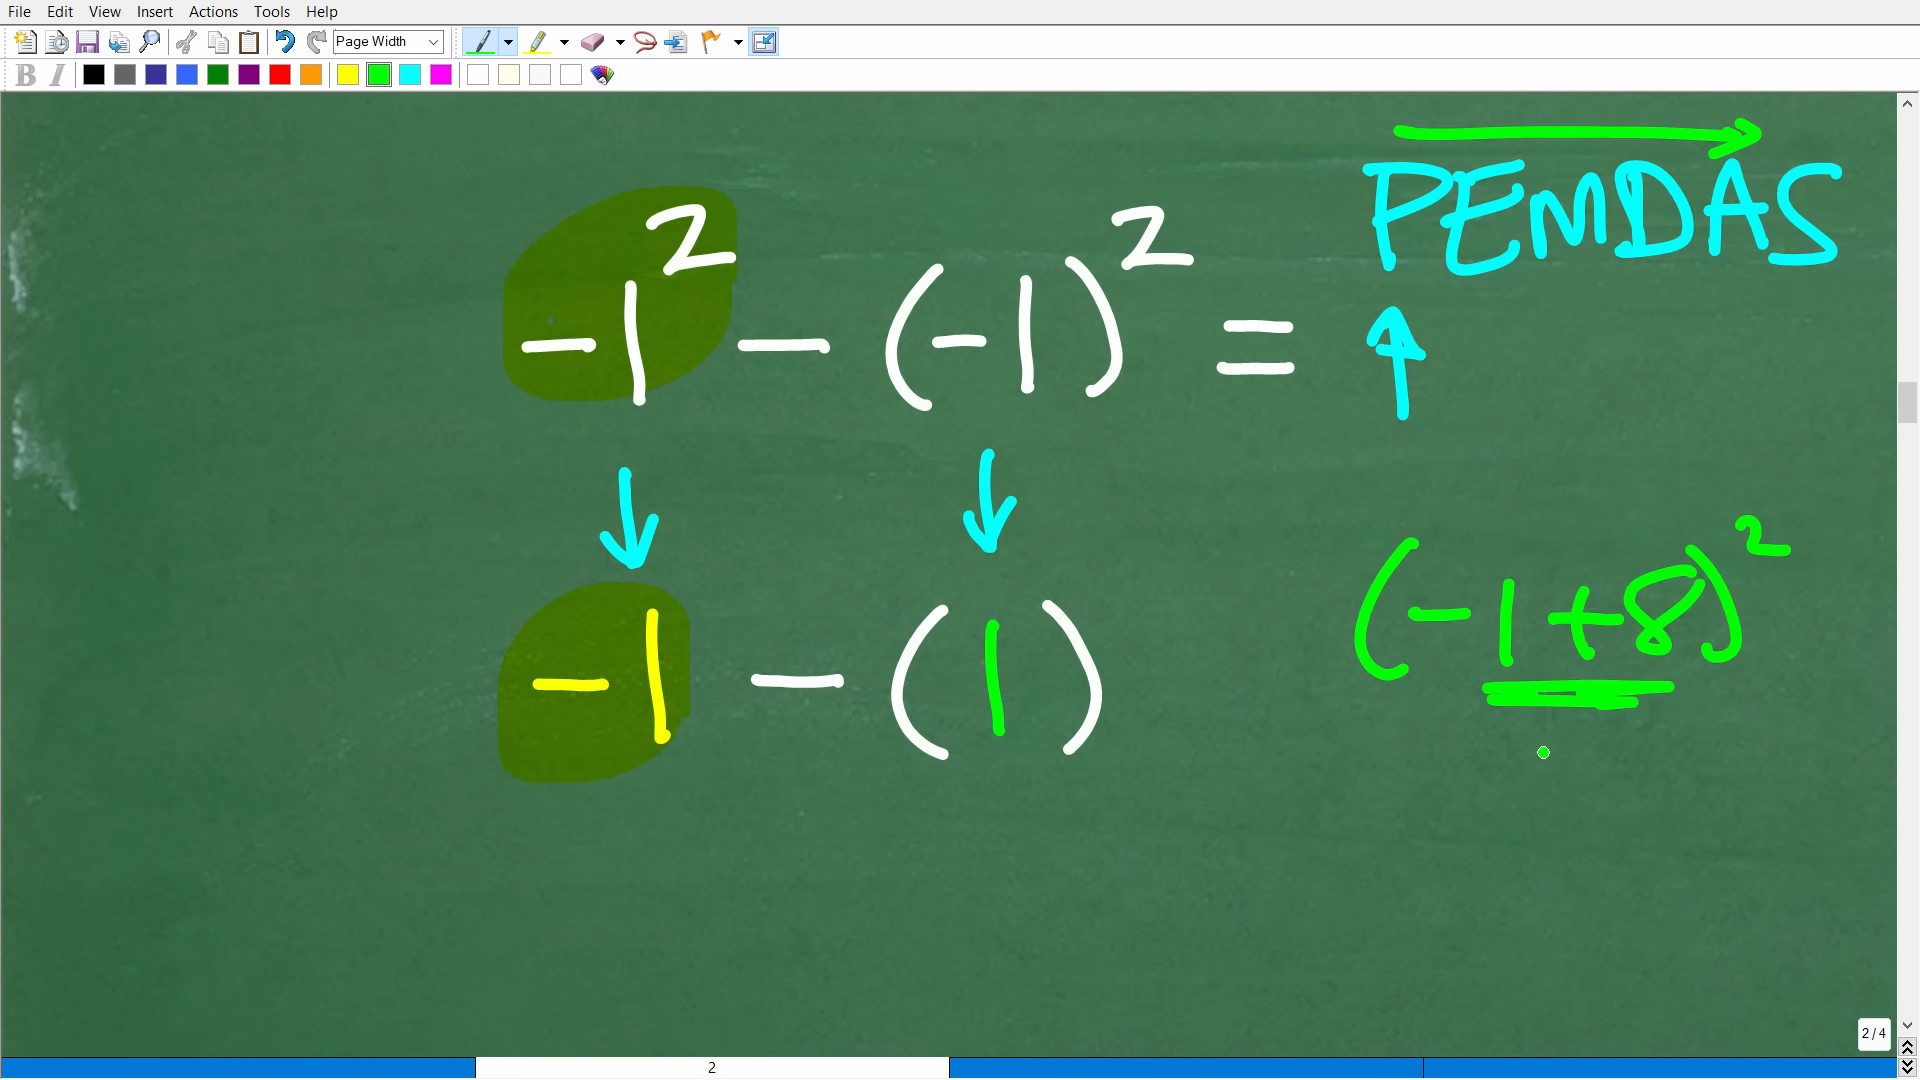 File Edit View Insert Actions Tools Help
Page Width
B I
PEMDAS
-1² - (-1)² =
(-1+8)²
-1 - (1)
2/4
2